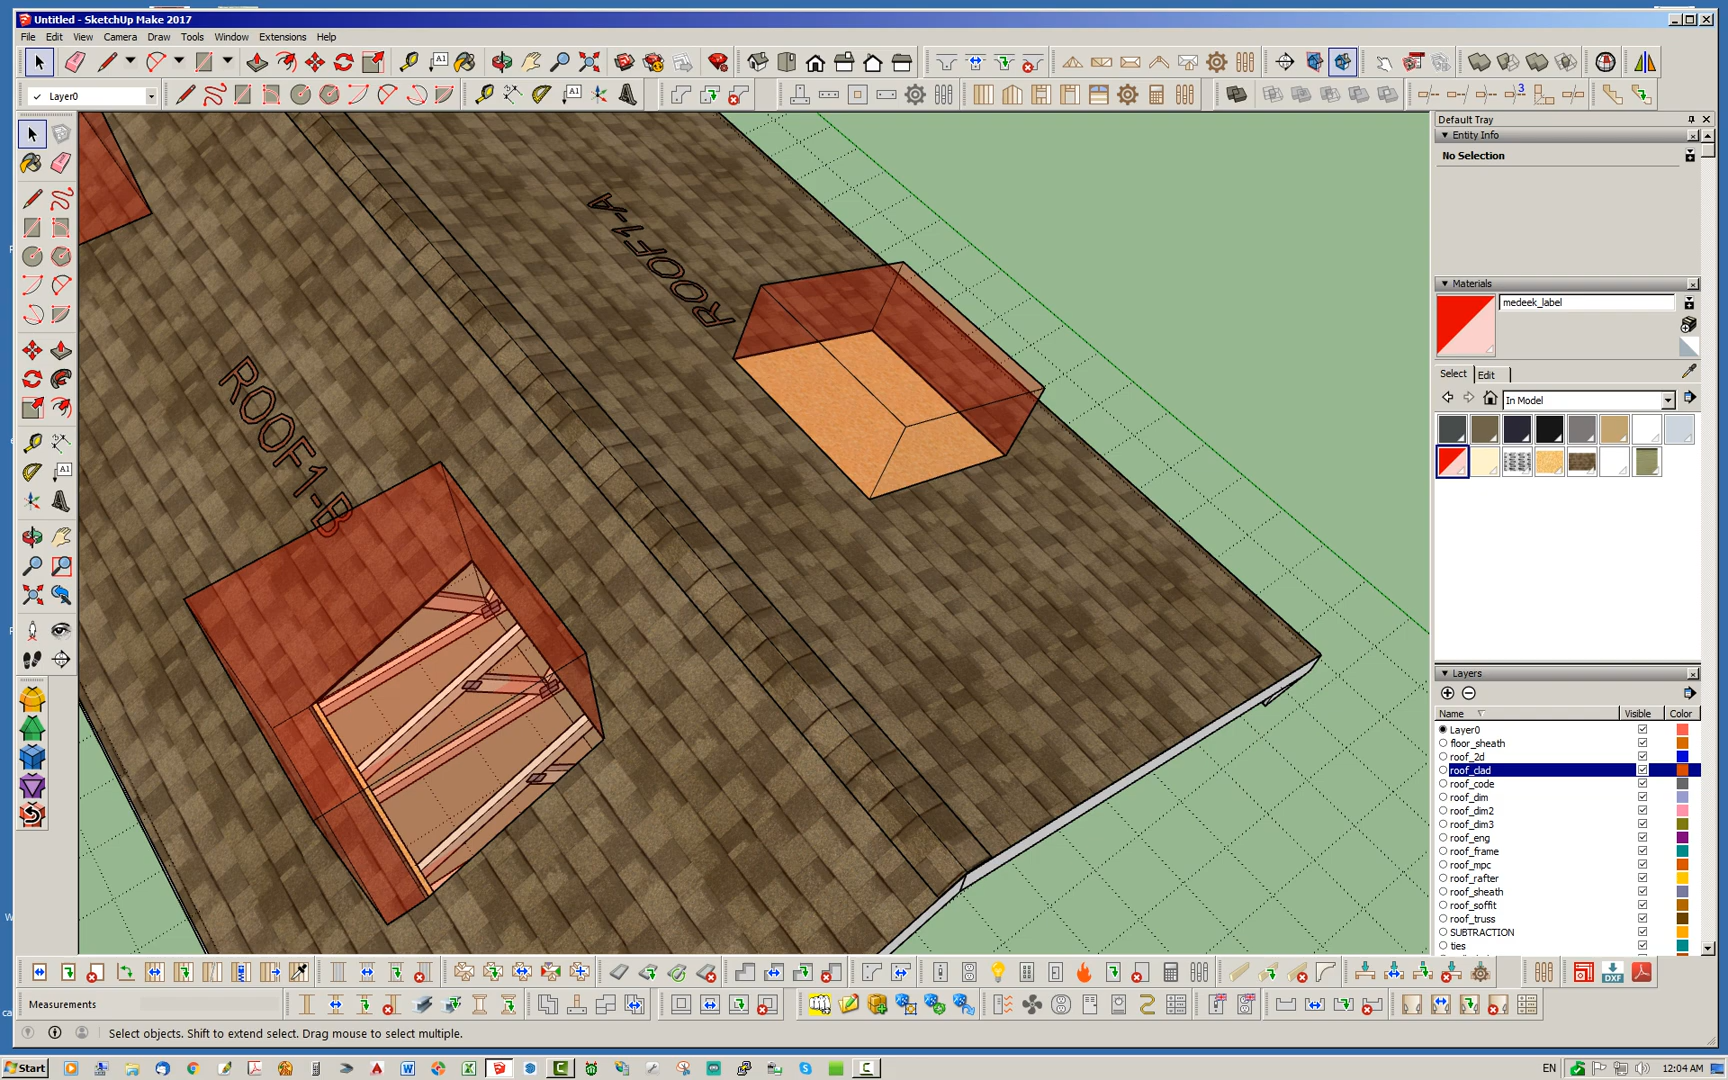 Untitled - SketchUp Make 2017
File Edit View Camera Draw Tools Window Extensions Help
Layer0
Default Tray
Entity Info
No Selection
Materials
medeek_label
Select Edit
In Model
ROOF1-A
ROOF1-B
Layers
Name Visible Color
Layer0
floor_sheath
roof_2d
roof_clad
roof_code
roof_dim
roof_dim2
roof_dim3
roof_eng
roof_frame
roof_mpc
roof_rafter
roof_sheath
roof_soffit
roof_truss
SUBTRACTION
ties
Measurements
Select objects. Shift to extend select. Drag mouse to select multiple.
Start
EN
12:04 AM